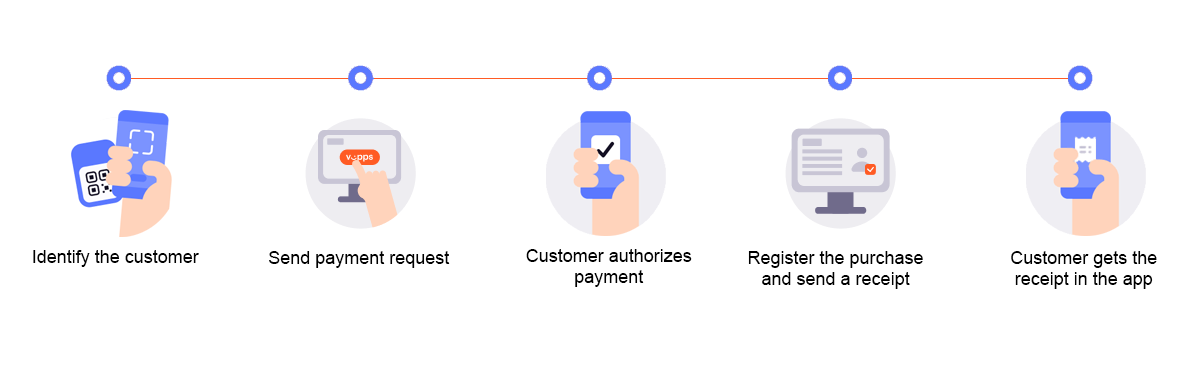 vipps
Identify the customer
Send payment request
Customer authorizes
payment
Register the purchase
and send a receipt
Customer gets the
receipt in the app